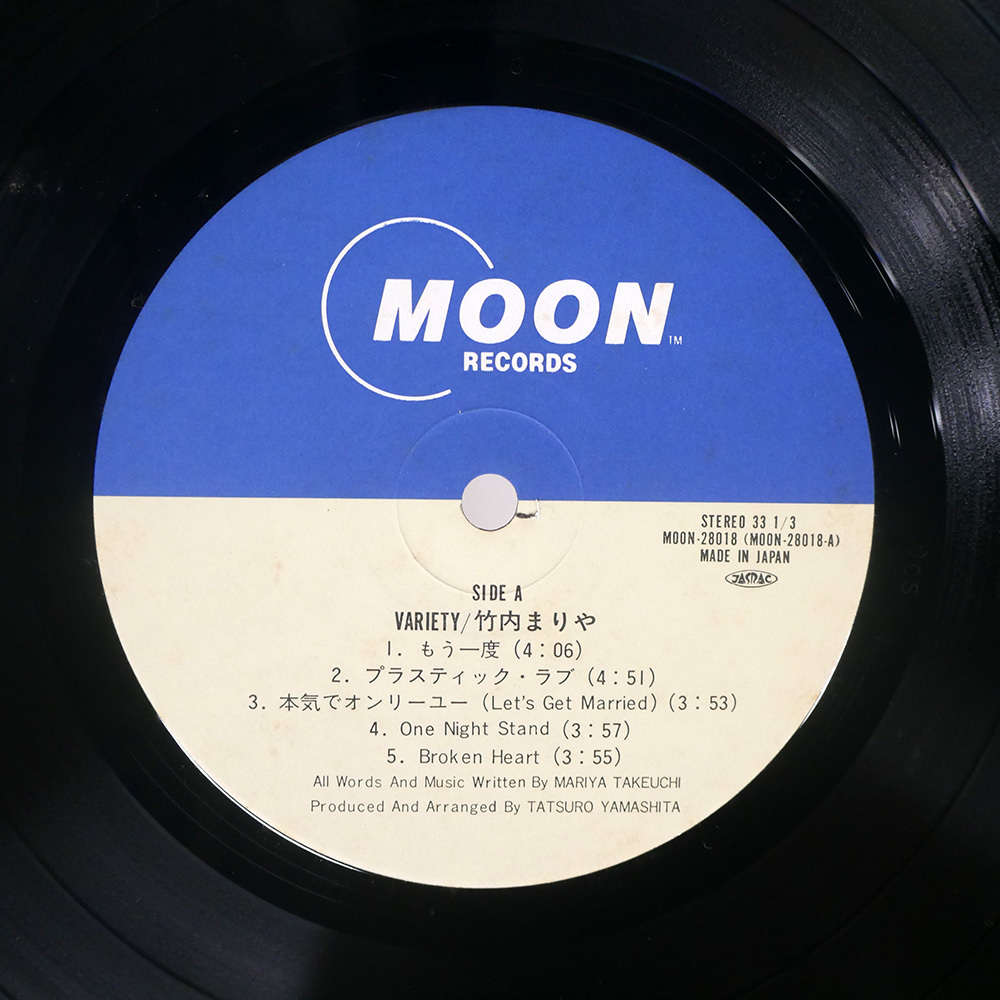 MOON TM
RECORDS
STEREO 33 1/3
MOON-28018 (MOON-28018-A)
MADE IN JAPAN
JASRAC
SIDE A
VARIETY/竹内まりや
1. もう一度 (4:06)
2. プラスティック・ラブ (4:51)
3. 本気でオンリーユー (Let's Get Married) (3:53)
4. One Night Stand (3:57)
5. Broken Heart (3:55)
All Words And Music Written By MARIYA TAKEUCHI
Produced And Arranged By TATSURO YAMASHITA